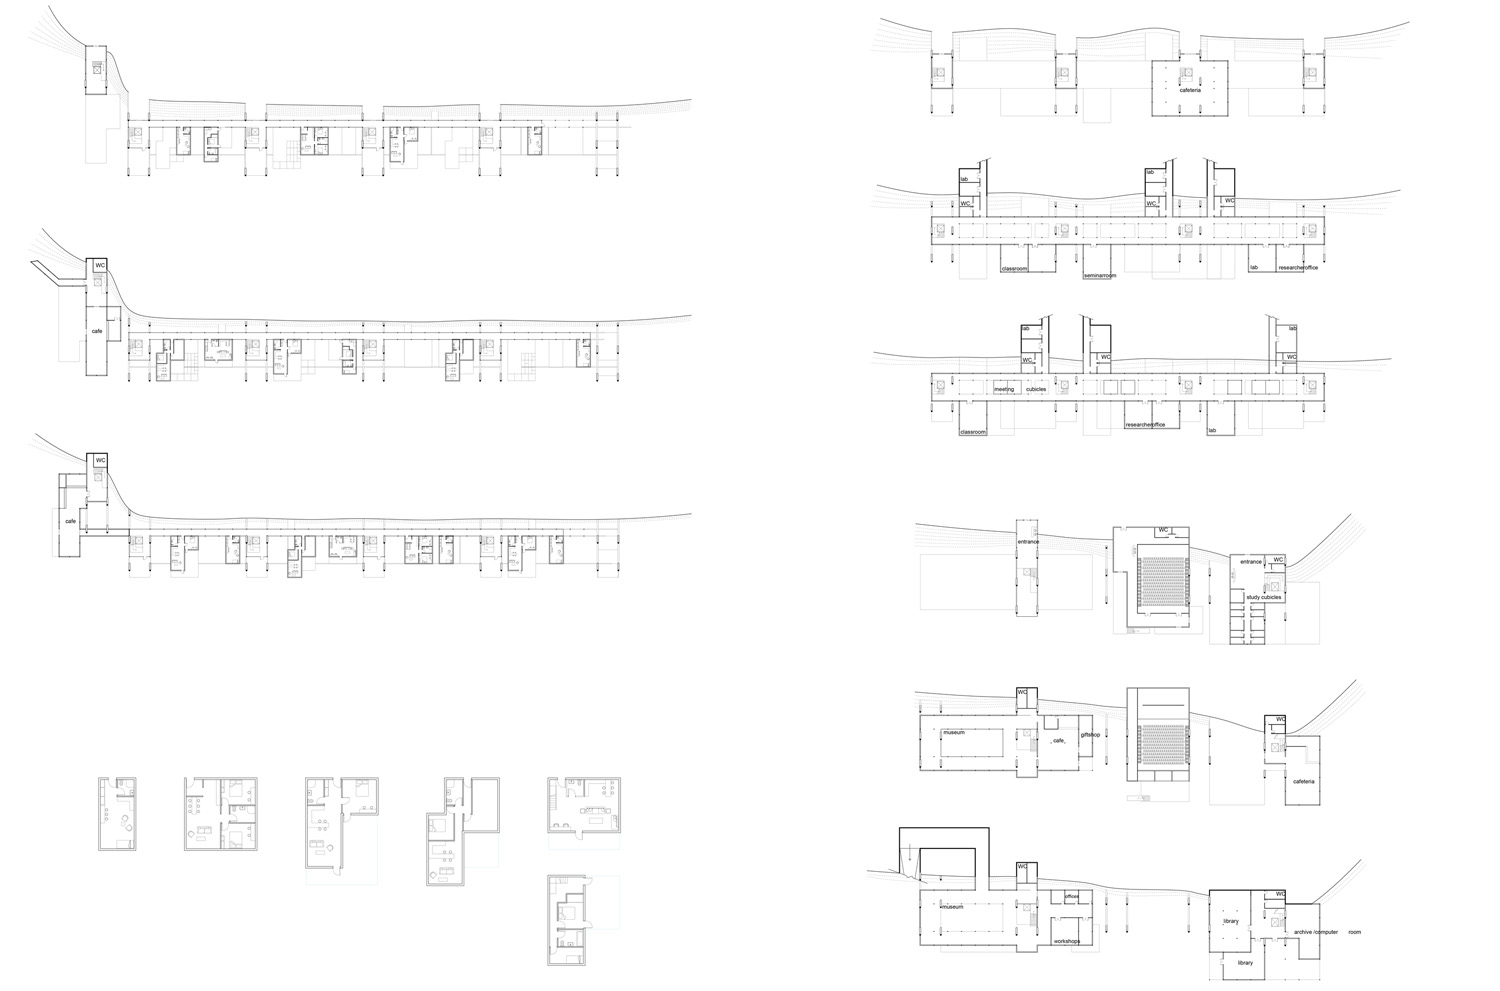 WC
cafe
WC
cafe
cafeteria
lab
lab
WC
WC
WC
classroom
seminarroom
lab
researcheroffice
lab
lab
WC
WC
WC
meeting
cubicles
classroom
researcheroffice
lab
entrance
WC
entrance
WC
study cubicles
WC
museum
cafe
giftshop
WC
cafeteria
WC
museum
offices
workshops
WC
library
archive /computer room
library